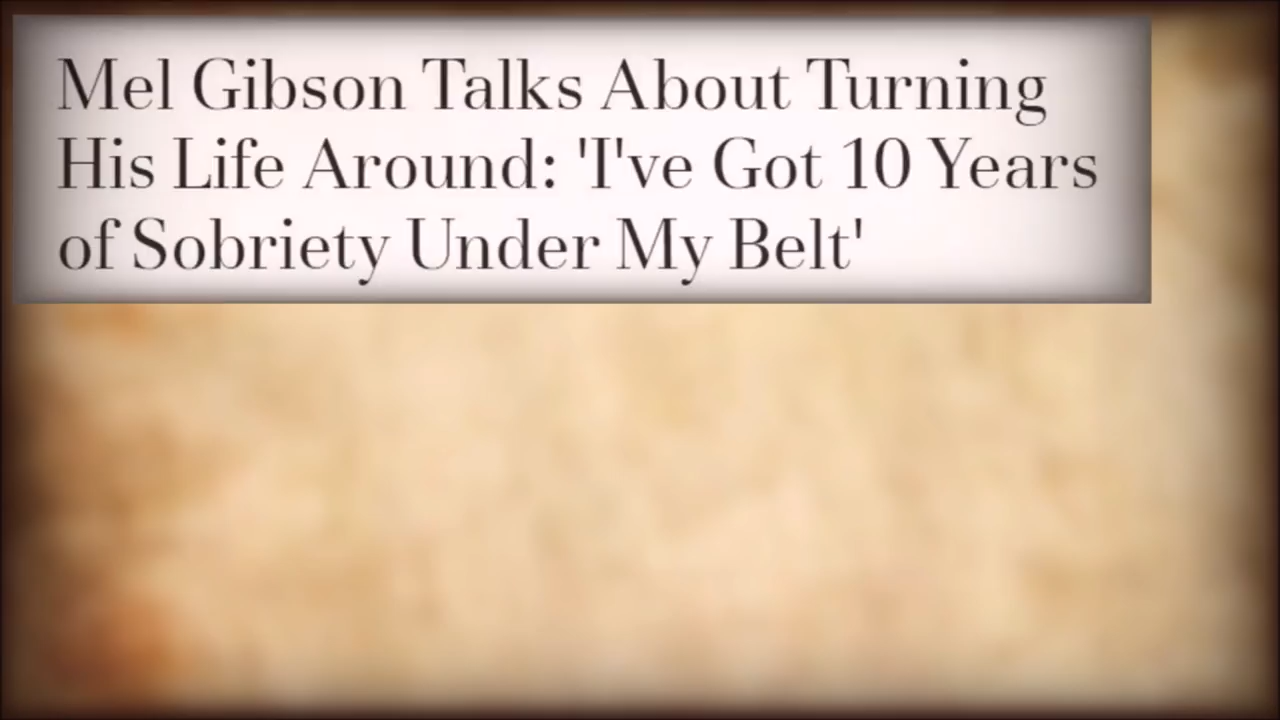 Mel Gibson Talks About Turning
His Life Around: 'I've Got 10 Years
of Sobriety Under My Belt'